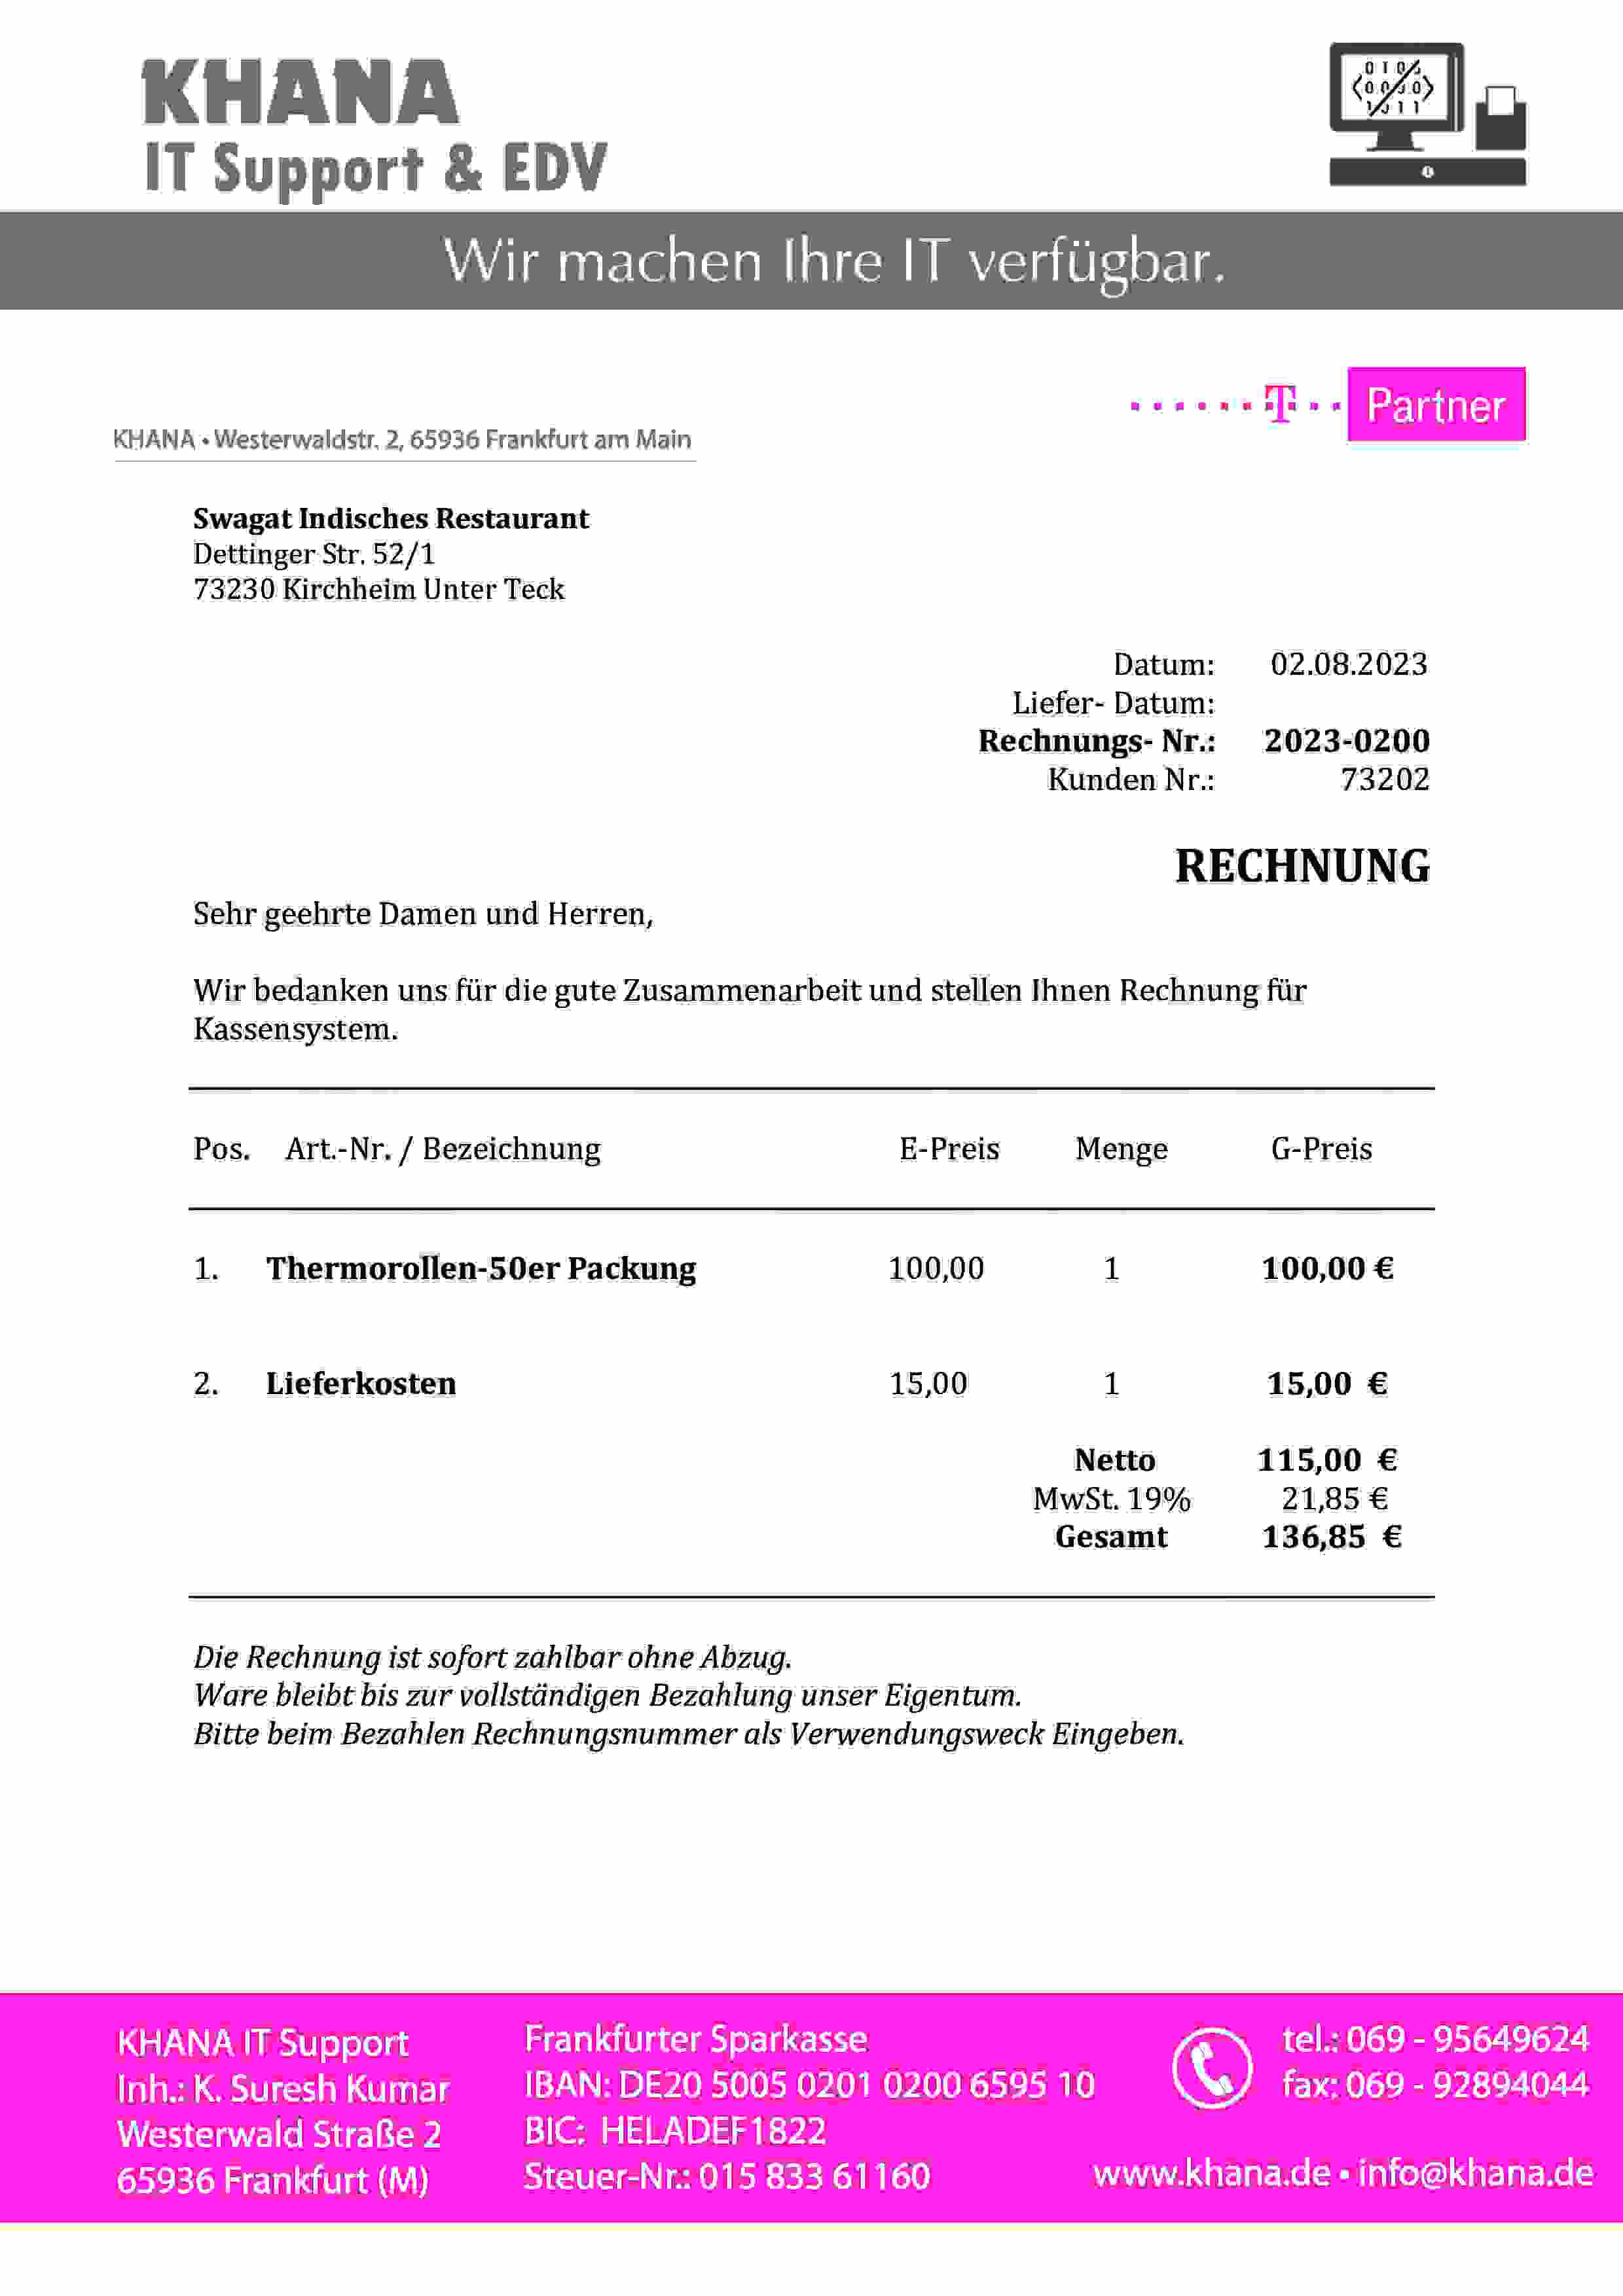 KHANA
IT Support & EDV
Wir machen Ihre IT verfügbar.
T Partner
KHANA • Westerwaldstr. 2, 65936 Frankfurt am Main
Swagat Indisches Restaurant
Dettinger Str. 52/1
73230 Kirchheim Unter Teck
Datum: 02.08.2023
Liefer- Datum:
Rechnungs- Nr.: 2023-0200
Kunden Nr.: 73202
RECHNUNG
Sehr geehrte Damen und Herren,
Wir bedanken uns für die gute Zusammenarbeit und stellen Ihnen Rechnung für
Kassensystem.
Pos. Art.-Nr. / Bezeichnung E-Preis Menge G-Preis
1. Thermorollen-50er Packung 100,00 1 100,00 €
2. Lieferkosten 15,00 1 15,00 €
Netto 115,00 €
MwSt. 19% 21,85 €
Gesamt 136,85 €
Die Rechnung ist sofort zahlbar ohne Abzug.
Ware bleibt bis zur vollständigen Bezahlung unser Eigentum.
Bitte beim Bezahlen Rechnungsnummer als Verwendungsweck Eingeben.
KHANA IT Support
Inh.: K. Suresh Kumar
Westerwald Straße 2
65936 Frankfurt (M)
Frankfurter Sparkasse
IBAN: DE20 5005 0201 0200 6595 10
BIC: HELADEF1822
Steuer-Nr.: 015 833 61160
tel.: 069 - 95649624
fax: 069 - 92894044
www.khana.de • info@khana.de